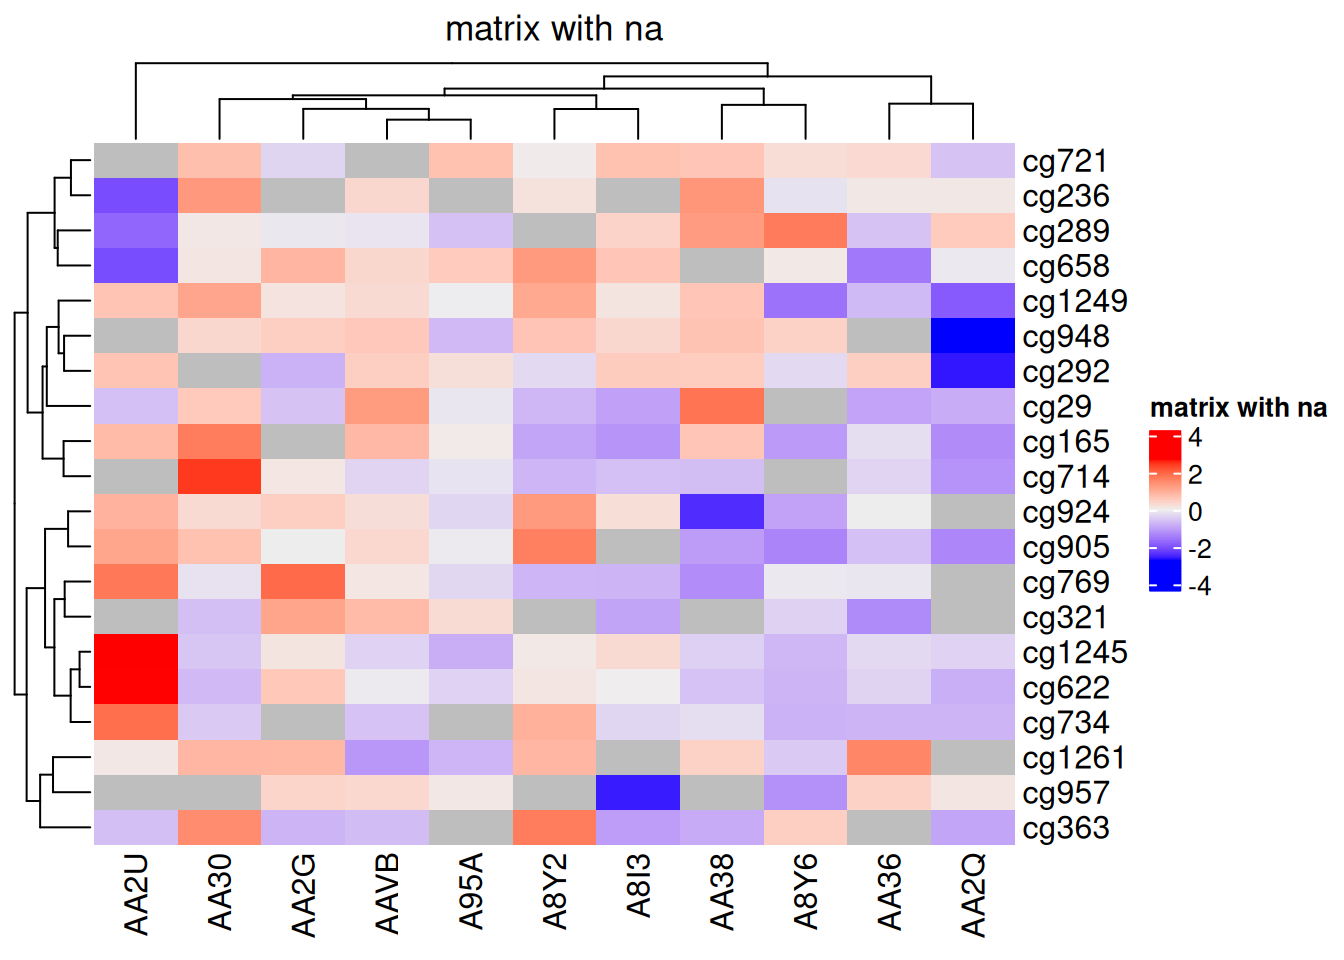 matrix with na
cg721
cg236
cg289
cg658
cg1249
cg948
cg292
cg29
cg165
cg714
cg924
cg905
cg769
cg321
cg1245
cg622
cg734
cg1261
cg957
cg363
matrix with na
4
2
0
-2
-4
AA2U
AA30
AA2G
AAVB
A95A
A8Y2
A8I3
AA38
A8Y6
AA36
AA2Q